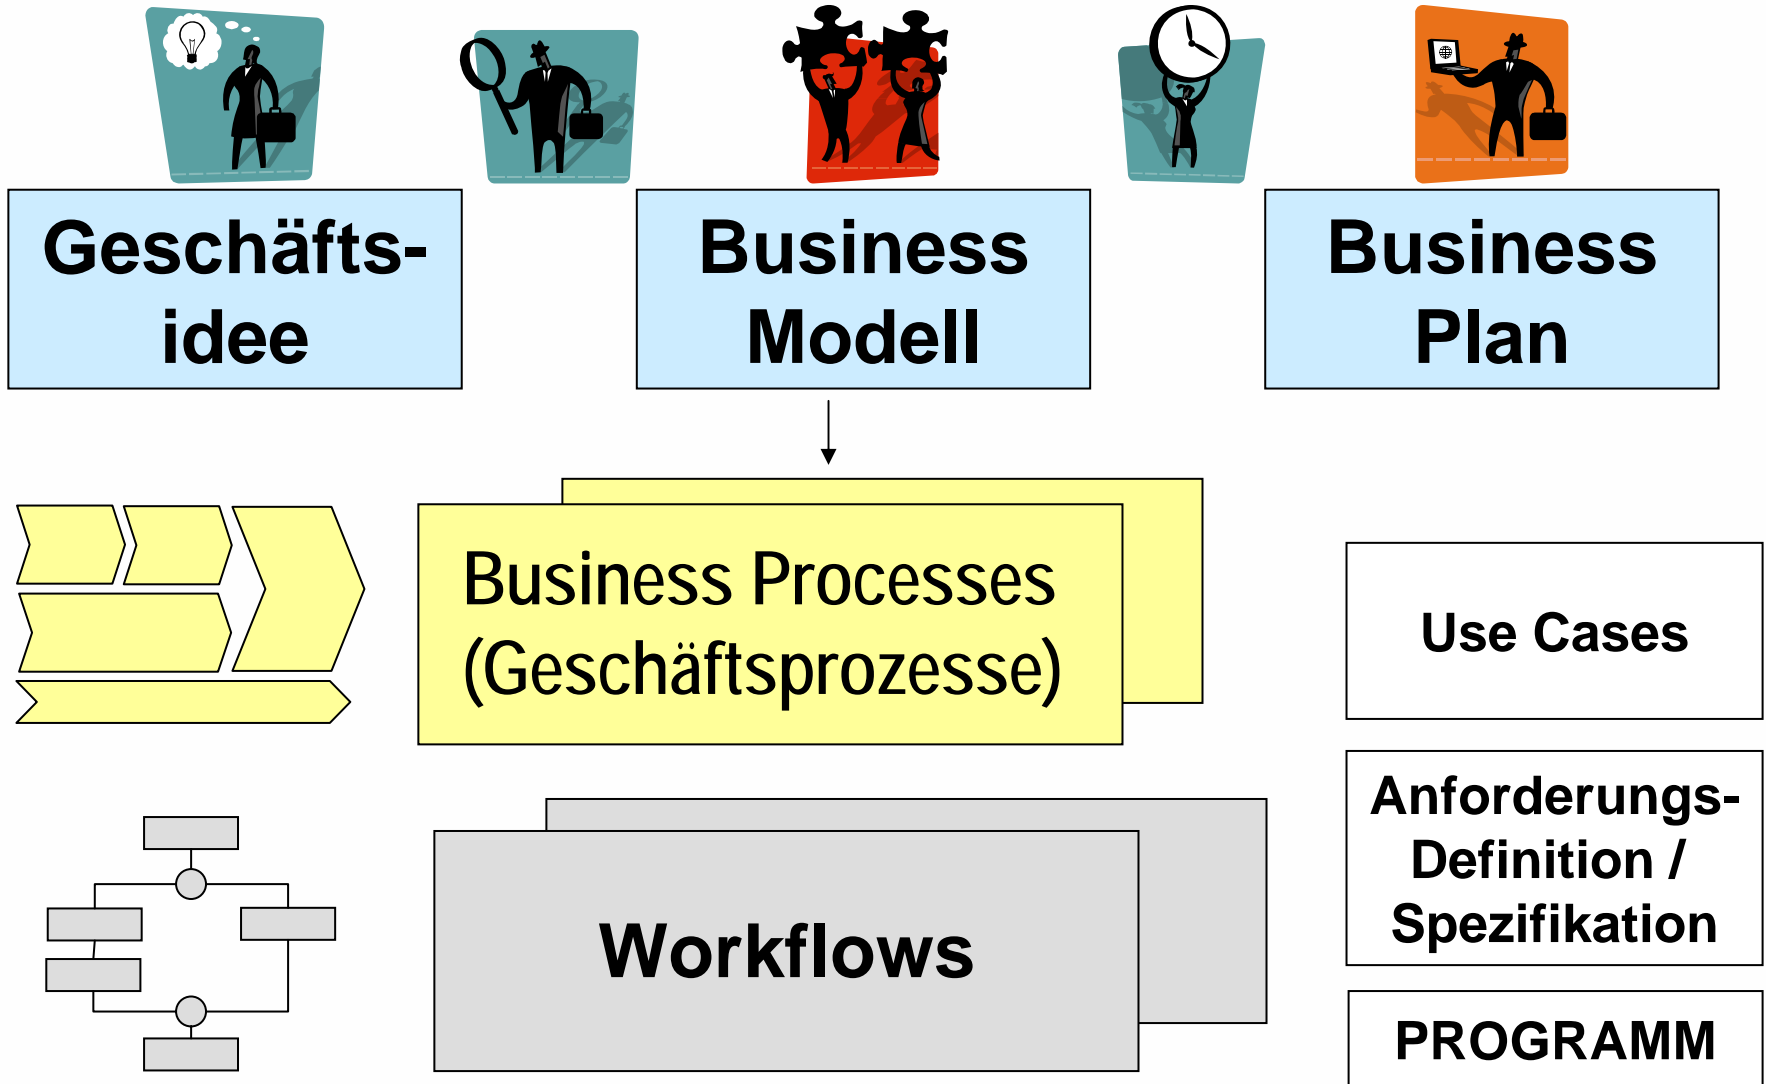 Geschäfts-
idee
Business
Modell
Business
Plan
Business Processes
(Geschäftsprozesse)
Use Cases
Anforderungs-
Definition /
Spezifikation
Workflows
PROGRAMM